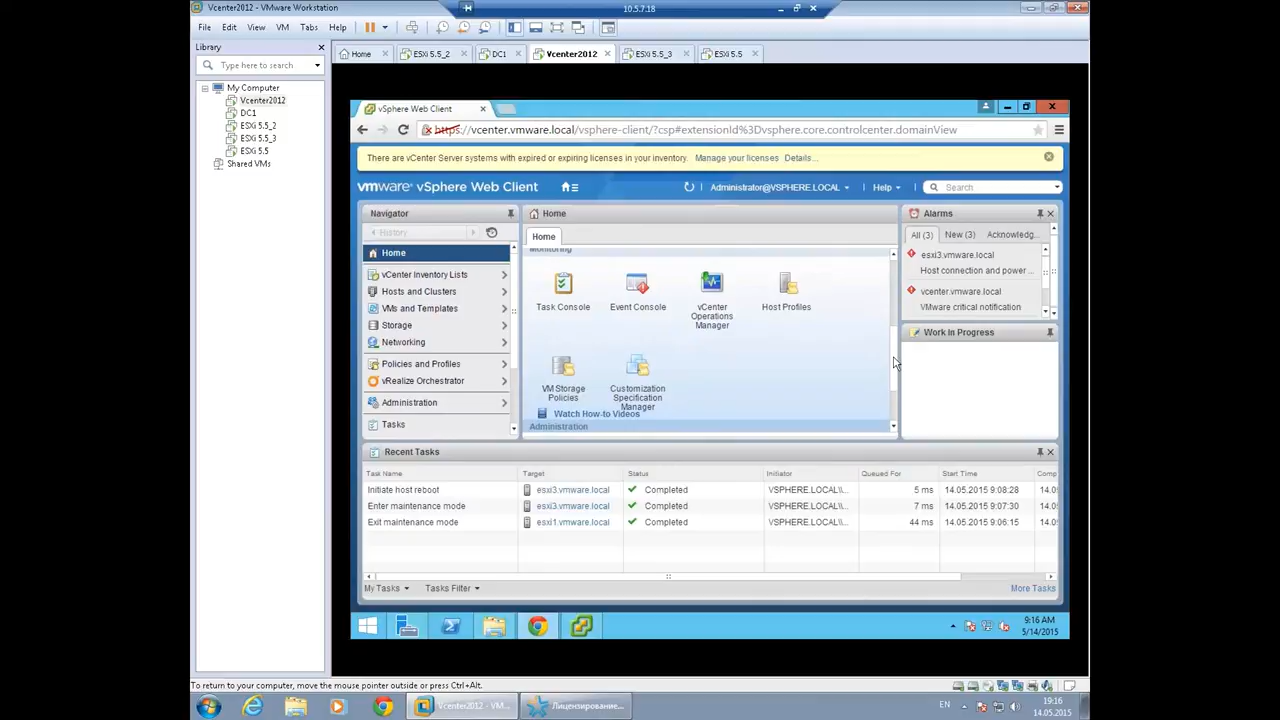 Vcenter2012 - VMware Workstation
10.5.7.18
File Edit View VM Tabs Help
Library
Type here to search
My Computer
Vcenter2012
DC1
ESXi 5.5_2
ESXi 5.5_3
ESXi 5.5
Shared VMs
Home
ESXi 5.5_2
DC1
Vcenter2012
ESXi 5.5_3
ESXi 5.5
vSphere Web Client
https://vcenter.vmware.local/vsphere-client/?csp#extensionId%3Dvsphere.core.controlcenter.domainView
There are vCenter Server systems with expired or expiring licenses in your inventory. Manage your licenses Details...
vmware® vSphere Web Client
Administrator@VSPHERE.LOCAL
Help
Search
Navigator
History
Home
vCenter Inventory Lists
Hosts and Clusters
VMs and Templates
Storage
Networking
Policies and Profiles
vRealize Orchestrator
Administration
Tasks
Home
Home
Monitoring
Task Console
Event Console
vCenter
Operations
Manager
Host Profiles
VM Storage
Policies
Customization
Specification
Manager
Watch How-to Videos
Administration
Alarms
All (3) New (3) Acknowledg...
esxi3.vmware.local
Host connection and power ...
vcenter.vmware.local
VMware critical notification
Work In Progress
Recent Tasks
Task Name Target Status Initiator Queued For Start Time Comp
Initiate host reboot esxi3.vmware.local Completed VSPHERE.LOCAL\\... 5 ms 14.05.2015 9:08:28 14.05
Enter maintenance mode esxi3.vmware.local Completed VSPHERE.LOCAL\\... 7 ms 14.05.2015 9:07:30 14.05
Exit maintenance mode esxi1.vmware.local Completed VSPHERE.LOCAL\\... 44 ms 14.05.2015 9:06:15 14.05
My Tasks Tasks Filter More Tasks
9:16 AM
5/14/2015
To return to your computer, move the mouse pointer outside or press Ctrl+Alt.
Vcenter2012 - VM...
Лицензирование...
EN
19:16
14.05.2015